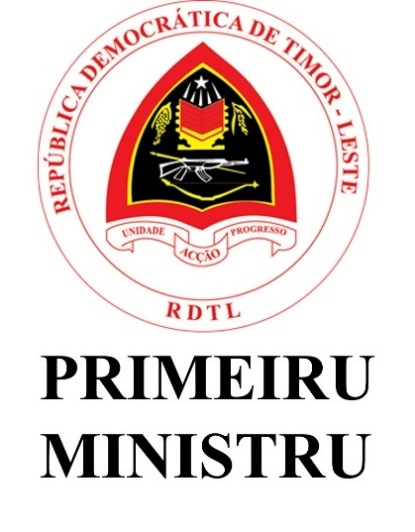 REPÚBLICA DEMOCRÁTICA DE TIMOR - LESTE
UNIDADE
ACÇÃO
PROGRESSO
RDTL
PRIMEIRU
MINISTRU